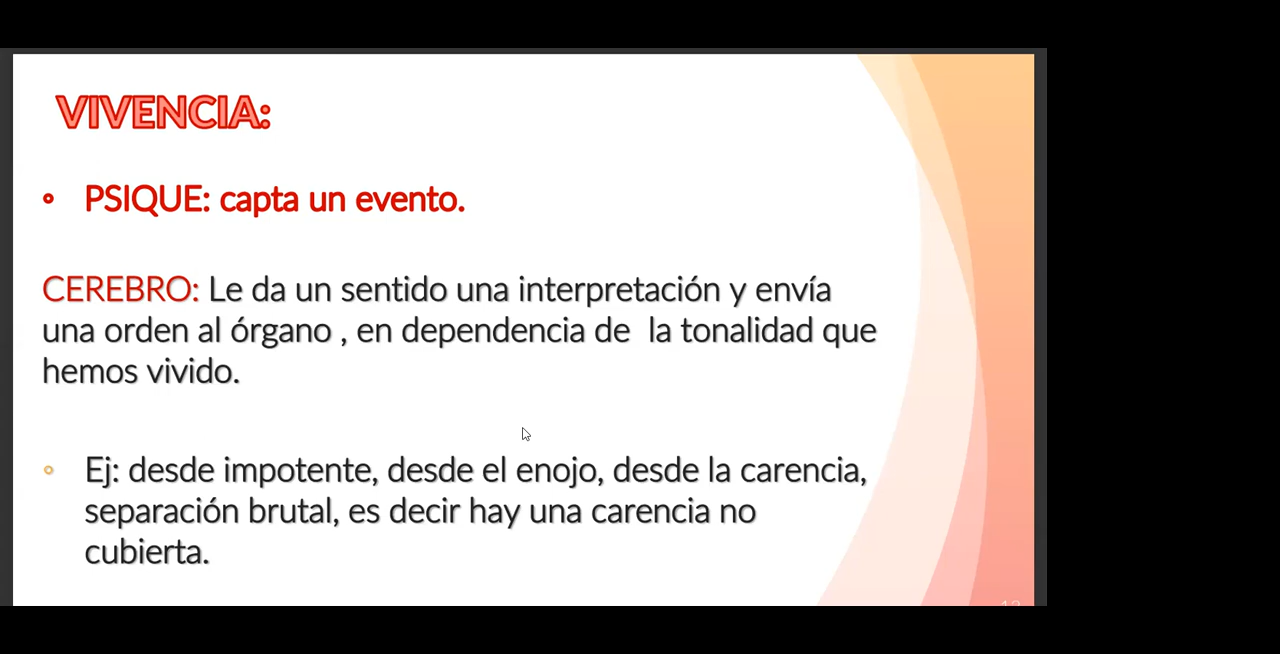 VIVENCIA:
PSIQUE: capta un evento.
CEREBRO: Le da un sentido una interpretación y envía
una orden al órgano , en dependencia de la tonalidad que
hemos vivido.
Ej: desde impotente, desde el enojo, desde la carencia,
separación brutal, es decir hay una carencia no
cubierta.